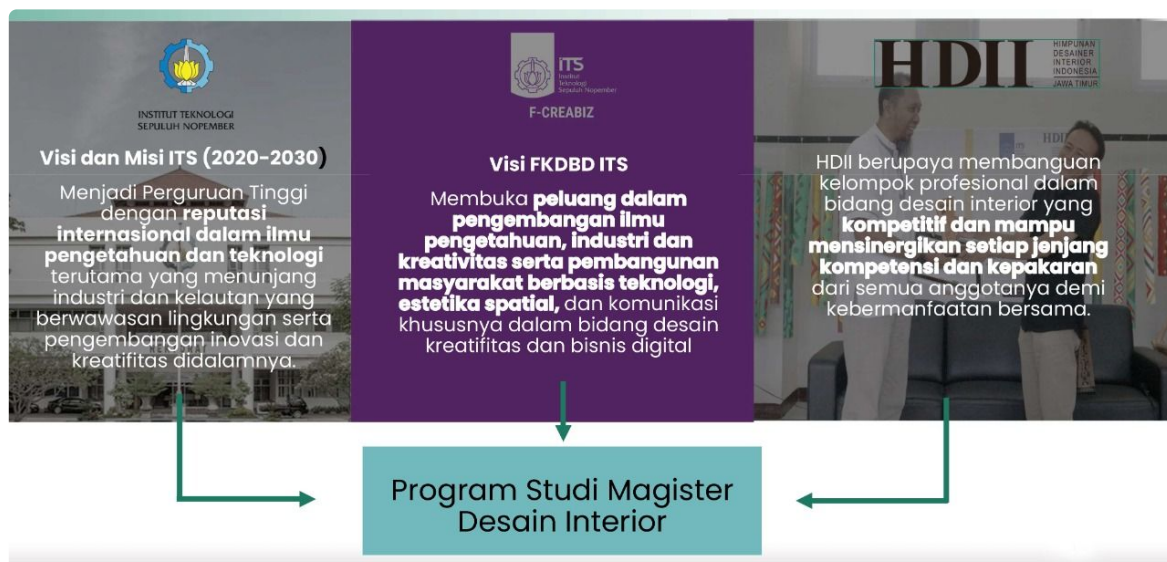 INSTITUT TEKNOLOGI
SEPULUH NOPEMBER
Visi dan Misi ITS (2020-2030)
Menjadi Perguruan Tinggi
dengan reputasi
internasional dalam ilmu
pengetahuan dan teknologi
terutama yang menunjang
industri dan kelautan yang
berwawasan lingkungan serta
pengembangan inovasi dan
kreatifitas didalamnya.
ITS
Institut
Teknologi
Sepuluh Nopember
F-CREABIZ
Visi FKDBD ITS
Membuka peluang dalam
pengembangan ilmu
pengetahuan, industri dan
kreativitas serta pembangunan
masyarakat berbasis teknologi,
estetika spatial, dan komunikasi
khususnya dalam bidang desain
kreatifitas dan bisnis digital
HDII
HIMPUNAN
DESAINER
INTERIOR
INDONESIA
JAWA TIMUR
HDII berupaya membanguan
kelompok profesional dalam
bidang desain interior yang
kompetitif dan mampu
mensinergikan setiap jenjang
kompetensi dan kepakaran
dari semua anggotanya demi
kebermanfaatan bersama.
Program Studi Magister
Desain Interior